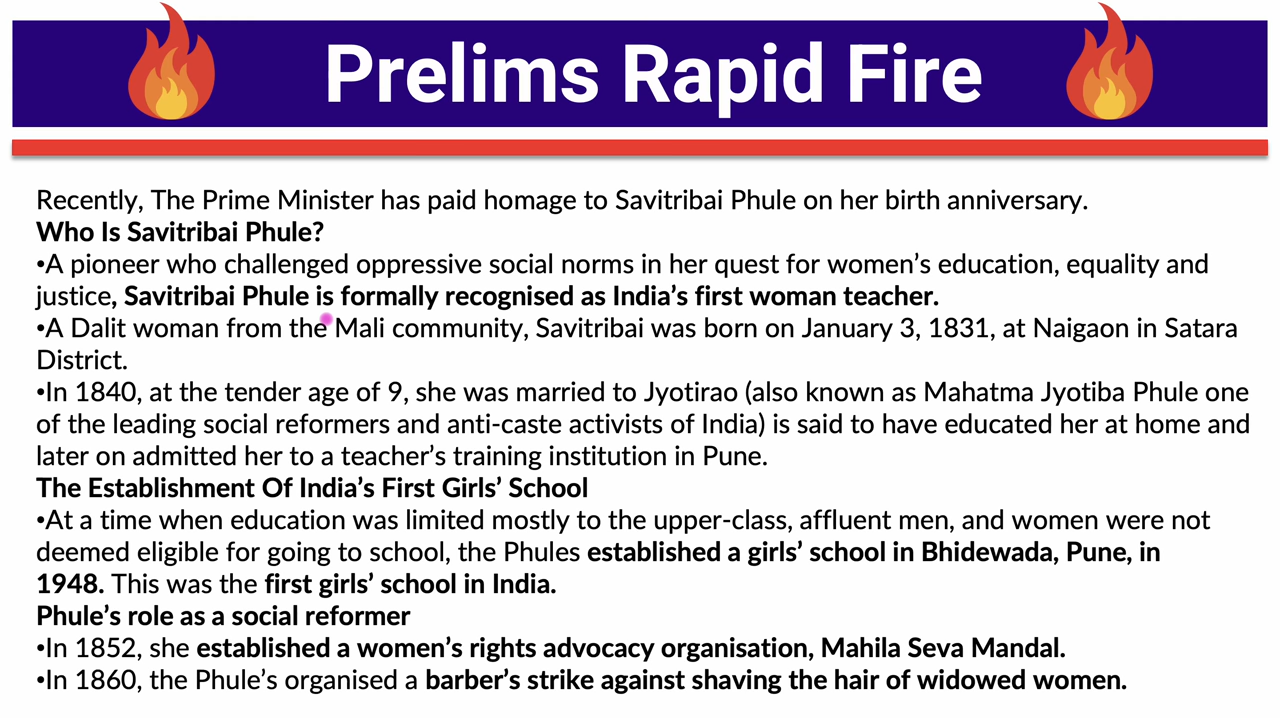 Prelims Rapid Fire
Recently, The Prime Minister has paid homage to Savitribai Phule on her birth anniversary.
Who Is Savitribai Phule?
•A pioneer who challenged oppressive social norms in her quest for women’s education, equality and
justice, Savitribai Phule is formally recognised as India’s first woman teacher.
•A Dalit woman from the Mali community, Savitribai was born on January 3, 1831, at Naigaon in Satara
District.
•In 1840, at the tender age of 9, she was married to Jyotirao (also known as Mahatma Jyotiba Phule one
of the leading social reformers and anti-caste activists of India) is said to have educated her at home and
later on admitted her to a teacher’s training institution in Pune.
The Establishment Of India’s First Girls’ School
•At a time when education was limited mostly to the upper-class, affluent men, and women were not
deemed eligible for going to school, the Phules established a girls’ school in Bhidewada, Pune, in
1948. This was the first girls’ school in India.
Phule’s role as a social reformer
•In 1852, she established a women’s rights advocacy organisation, Mahila Seva Mandal.
•In 1860, the Phule’s organised a barber’s strike against shaving the hair of widowed women.